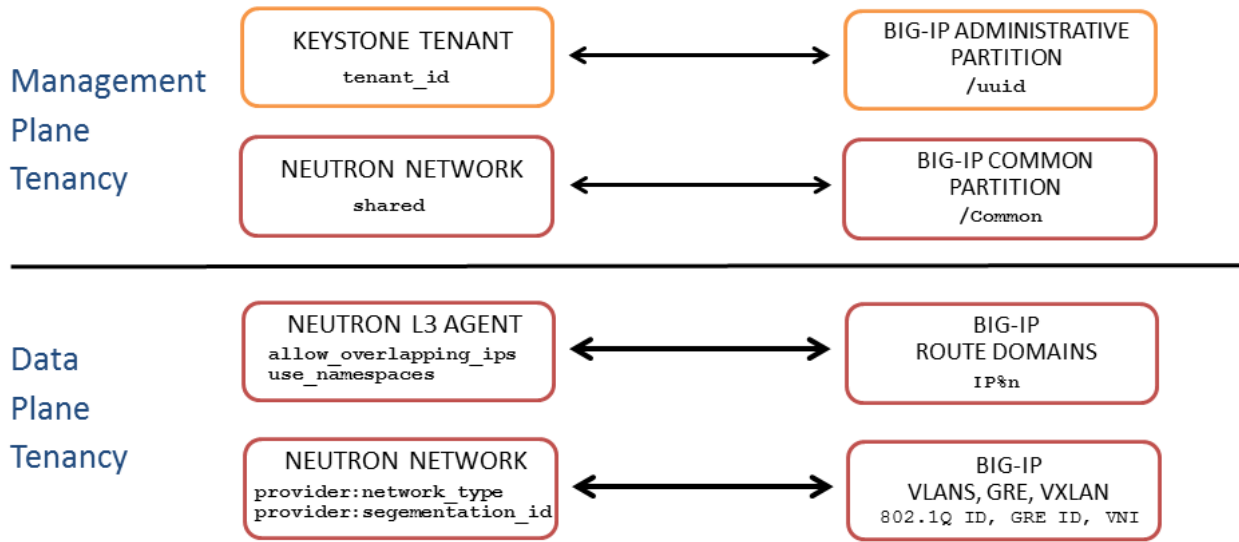 Management
Plane
Tenancy
KEYSTONE TENANT
tenant_id
BIG-IP ADMINISTRATIVE
PARTITION
/uuid
NEUTRON NETWORK
shared
BIG-IP COMMON
PARTITION
/Common
Data
Plane
Tenancy
NEUTRON L3 AGENT
allow_overlapping_ips
use_namespaces
BIG-IP
ROUTE DOMAINS
IP%n
NEUTRON NETWORK
provider:network_type
provider:segementation_id
BIG-IP
VLANS, GRE, VXLAN
802.1Q ID, GRE ID, VNI